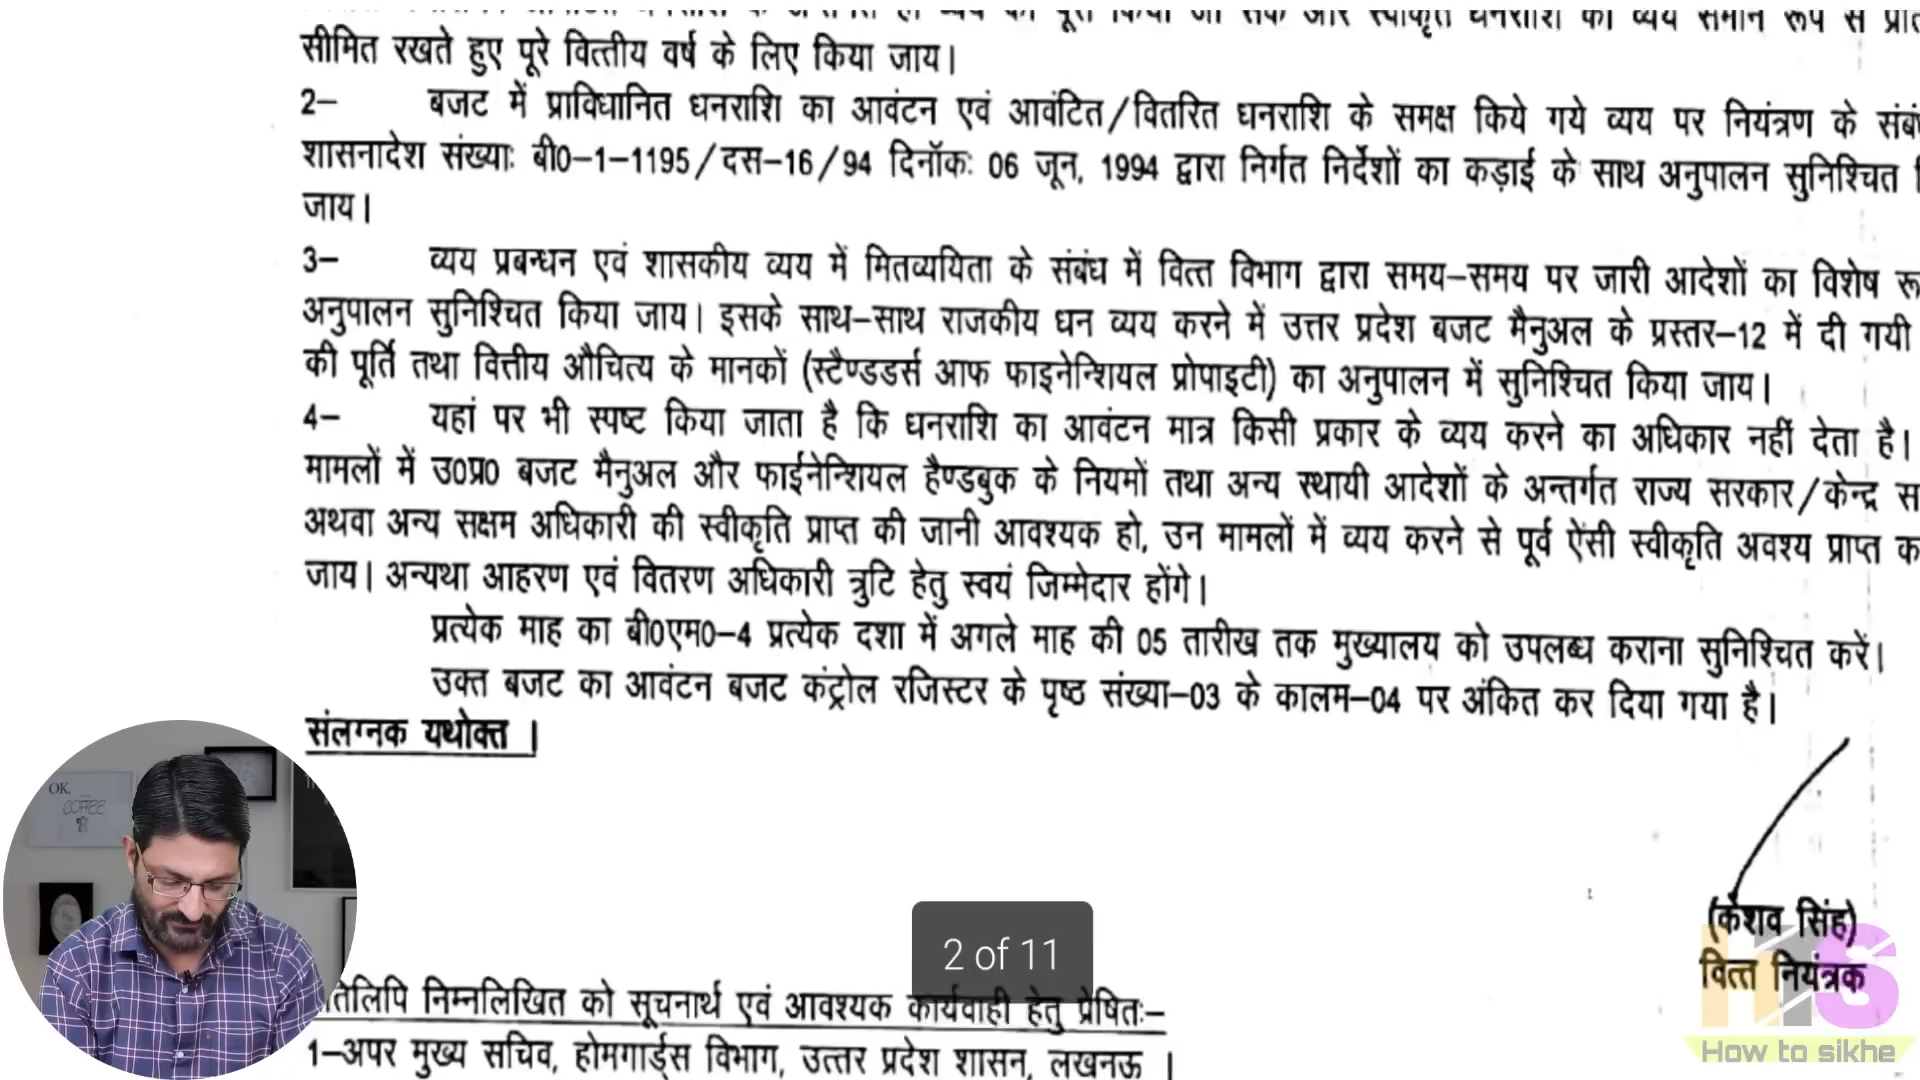 सीमित रखते हुए पूरे वित्तीय वर्ष के लिए किया जाय।
2– बजट में प्राविधानित धनराशि का आवंटन एवं आवंटित/वितरित धनराशि के समक्ष किये गये व्यय पर नियंत्रण के
शासनादेश संख्याः बी0–1–1195/दस–16/94 दिनॉकः 06 जून, 1994 द्वारा निर्गत निर्देशों का कड़ाई के साथ अनुपालन सुनिश्चित
जाय।
3– व्यय प्रबन्धन एवं शासकीय व्यय में मितव्ययिता के संबंध में वित्त विभाग द्वारा समय–समय पर जारी आदेशों का विशेष
अनुपालन सुनिश्चित किया जाय। इसके साथ–साथ राजकीय धन व्यय करने में उत्तर प्रदेश बजट मैनुअल के प्रस्तर–12 में दी गयी
की पूर्ति तथा वित्तीय औचित्य के मानकों (स्टैण्डडर्स आफ फाइनेन्शियल प्रोपाइटी) का अनुपालन में सुनिश्चित किया जाय।
4– यहां पर भी स्पष्ट किया जाता है कि धनराशि का आवंटन मात्र किसी प्रकार के व्यय करने का अधिकार नहीं देता है।
मामलों में उ0प्र0 बजट मैनुअल और फाईनेन्शियल हैण्डबुक के नियमों तथा अन्य स्थायी आदेशों के अन्तर्गत राज्य सरकार/केन्द्र
अथवा अन्य सक्षम अधिकारी की स्वीकृति प्राप्त की जानी आवश्यक हो, उन मामलों में व्यय करने से पूर्व ऐंसी स्वीकृति अवश्य प्राप्त
जाय। अन्यथा आहरण एवं वितरण अधिकारी त्रुटि हेतु स्वयं जिम्मेदार होंगे।
प्रत्येक माह का बी0एम0–4 प्रत्येक दशा में अगले माह की 05 तारीख तक मुख्यालय को उपलब्ध कराना सुनिश्चित करें।
उक्त बजट का आवंटन बजट कंट्रोल रजिस्टर के पृष्ठ संख्या–03 के कालम–04 पर अंकित कर दिया गया है।
संलग्नक यथोक्त ।
OK.
COFFEE
(केशव सिंह)
वित्त नियंत्रक
2 of 11
निम्नलिखित को सूचनार्थ एवं आवश्यक कार्यवाही हेतु प्रेषितः–
1–अपर मुख्य सचिव, होमगार्ड्स विभाग, उत्तर प्रदेश शासन, लखनऊ ।
HTS
How to sikhe